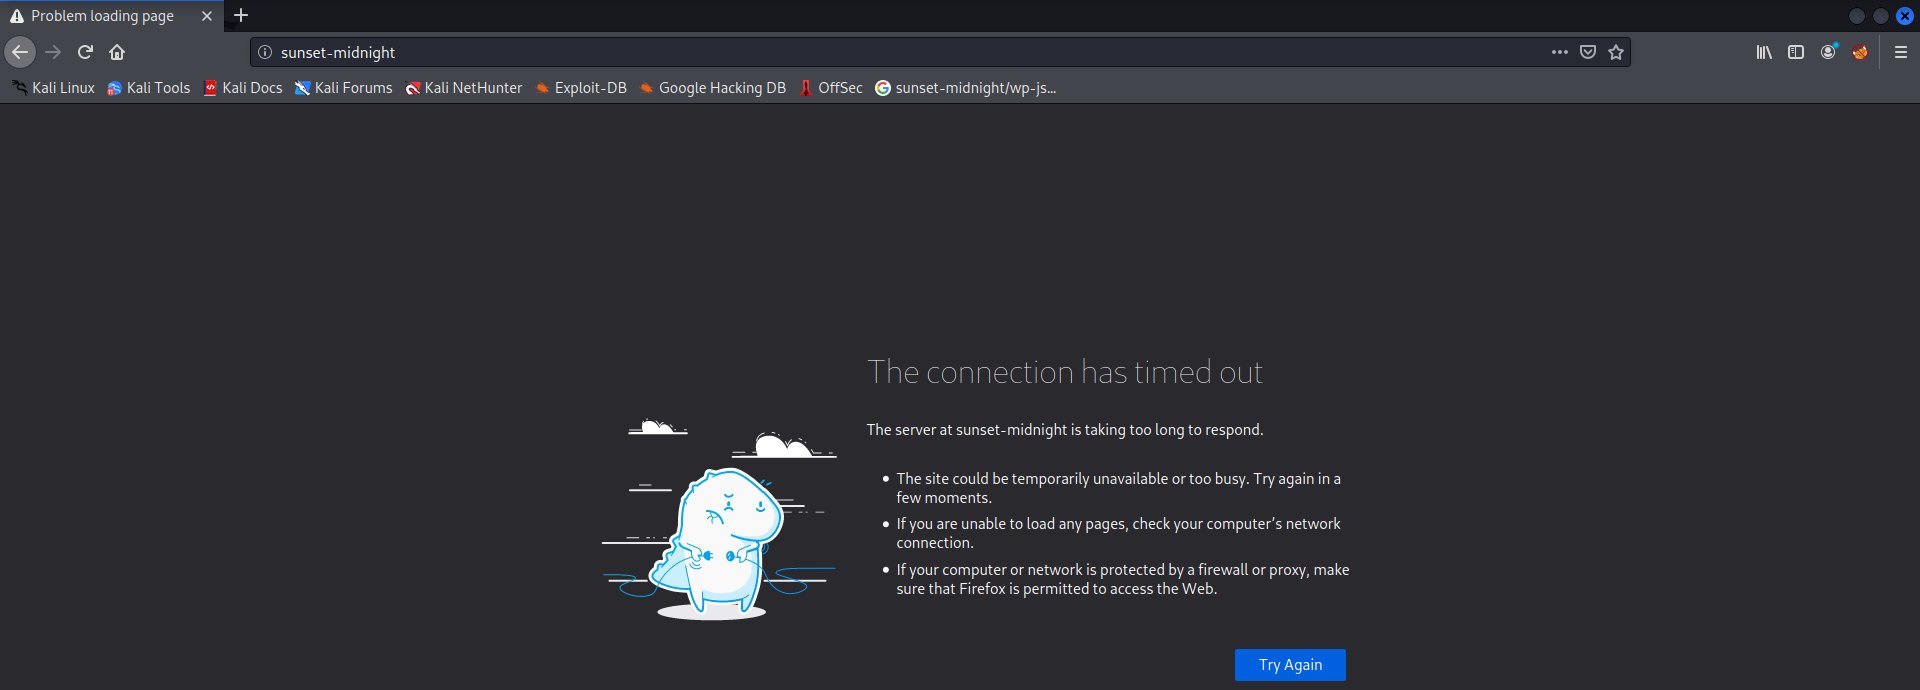 Problem loading page
sunset-midnight
Kali Linux Kali Tools Kali Docs Kali Forums Kali NetHunter Exploit-DB Google Hacking DB OffSec sunset-midnight/wp-js...
The connection has timed out
The server at sunset-midnight is taking too long to respond.
• The site could be temporarily unavailable or too busy. Try again in a
few moments.
• If you are unable to load any pages, check your computer’s network
connection.
• If your computer or network is protected by a firewall or proxy, make
sure that Firefox is permitted to access the Web.
Try Again